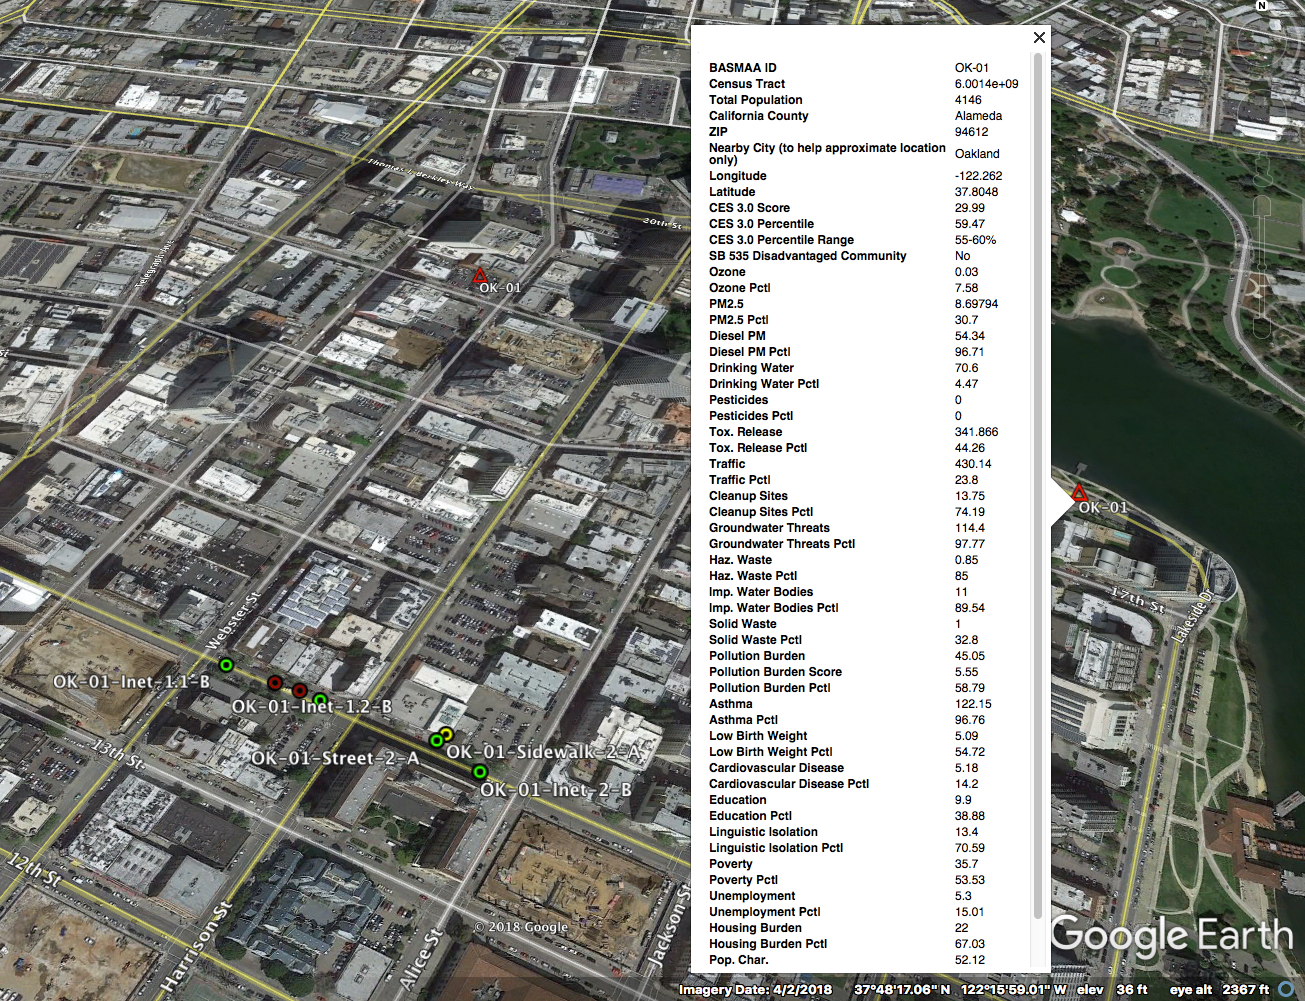 N
BASMAA ID OK-01
Census Tract 6.0014e+09
Total Population 4146
California County Alameda
ZIP 94612
Nearby City (to help approximate location
only) Oakland
Longitude -122.262
Latitude 37.8048
CES 3.0 Score 29.99
CES 3.0 Percentile 59.47
CES 3.0 Percentile Range 55-60%
SB 535 Disadvantaged Community No
Ozone 0.03
Ozone Pctl 7.58
PM2.5 8.69794
PM2.5 Pctl 30.7
Diesel PM 54.34
Diesel PM Pctl 96.71
Drinking Water 70.6
Drinking Water Pctl 4.47
Pesticides 0
Pesticides Pctl 0
Tox. Release 341.866
Tox. Release Pctl 44.26
Traffic 430.14
Traffic Pctl 23.8
Cleanup Sites 13.75
Cleanup Sites Pctl 74.19
Groundwater Threats 114.4
Groundwater Threats Pctl 97.77
Haz. Waste 0.85
Haz. Waste Pctl 85
Imp. Water Bodies 11
Imp. Water Bodies Pctl 89.54
Solid Waste 1
Solid Waste Pctl 32.8
Pollution Burden 45.05
Pollution Burden Score 5.55
Pollution Burden Pctl 58.79
Asthma 122.15
Asthma Pctl 96.76
Low Birth Weight 5.09
Low Birth Weight Pctl 54.72
Cardiovascular Disease 5.18
Cardiovascular Disease Pctl 14.2
Education 9.9
Education Pctl 38.88
Linguistic Isolation 13.4
Linguistic Isolation Pctl 70.59
Poverty 35.7
Poverty Pctl 53.53
Unemployment 5.3
Unemployment Pctl 15.01
Housing Burden 22
Housing Burden Pctl 67.03
Pop. Char. 52.12
Thomas L Berkley Way
20th St
Telegraph Ave
OK-01
OK-01
17th St
Lakeside Dr
Webster St
OK-01-Inet-1.1-B
OK-01-Inet-1.2-B
OK-01-Street-2-A
OK-01-Sidewalk-2-A
OK-01-Inet-2-B
13th St
12th St
Harrison St
Alice St
Jackson St
© 2018 Google
Google Earth
Imagery Date: 4/2/2018 37°48'17.06" N 122°15'59.01" W elev 36 ft eye alt 2367 ft